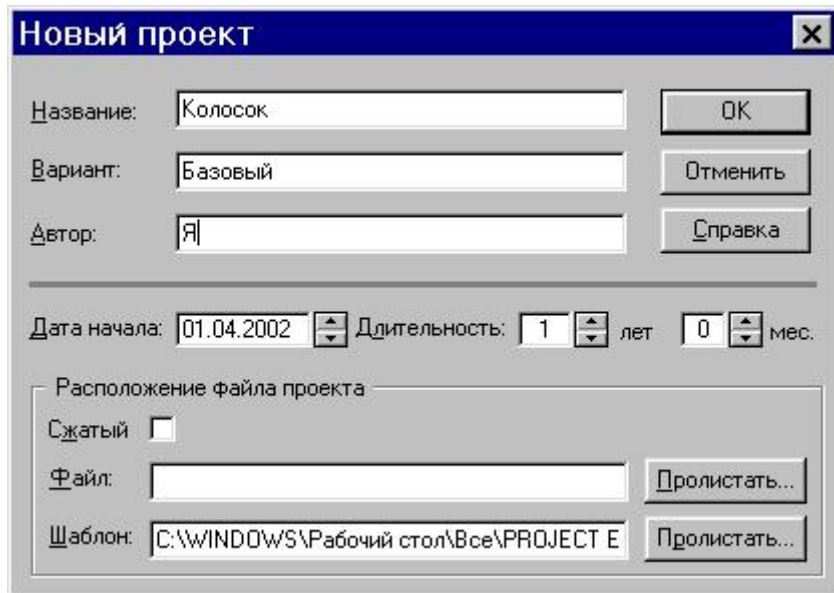 Новый проект
Название: Колосок OK
Вариант: Базовый Отменить
Автор: Я Справка
Дата начала: 01.04.2002 Длительность: 1 лет 0 мес.
Расположение файла проекта
Сжатый
Файл: Пролистать...
Шаблон: C:\WINDOWS\Рабочий стол\Все\PROJECT E Пролистать...